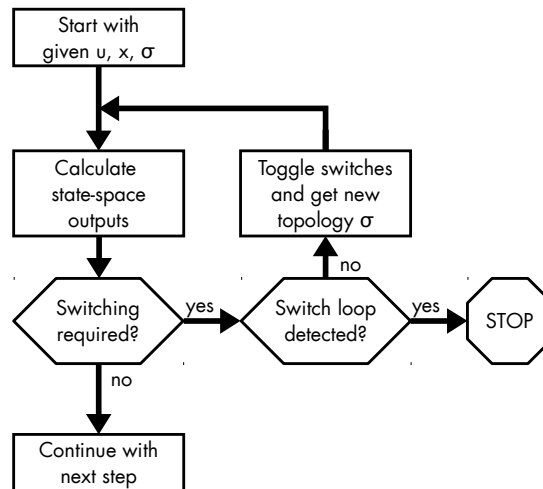 Start with
given u, x, σ
Calculate
state-space
outputs
Toggle switches
and get new
topology σ
no
Switching
required?
yes
Switch loop
detected?
yes
STOP
no
Continue with
next step